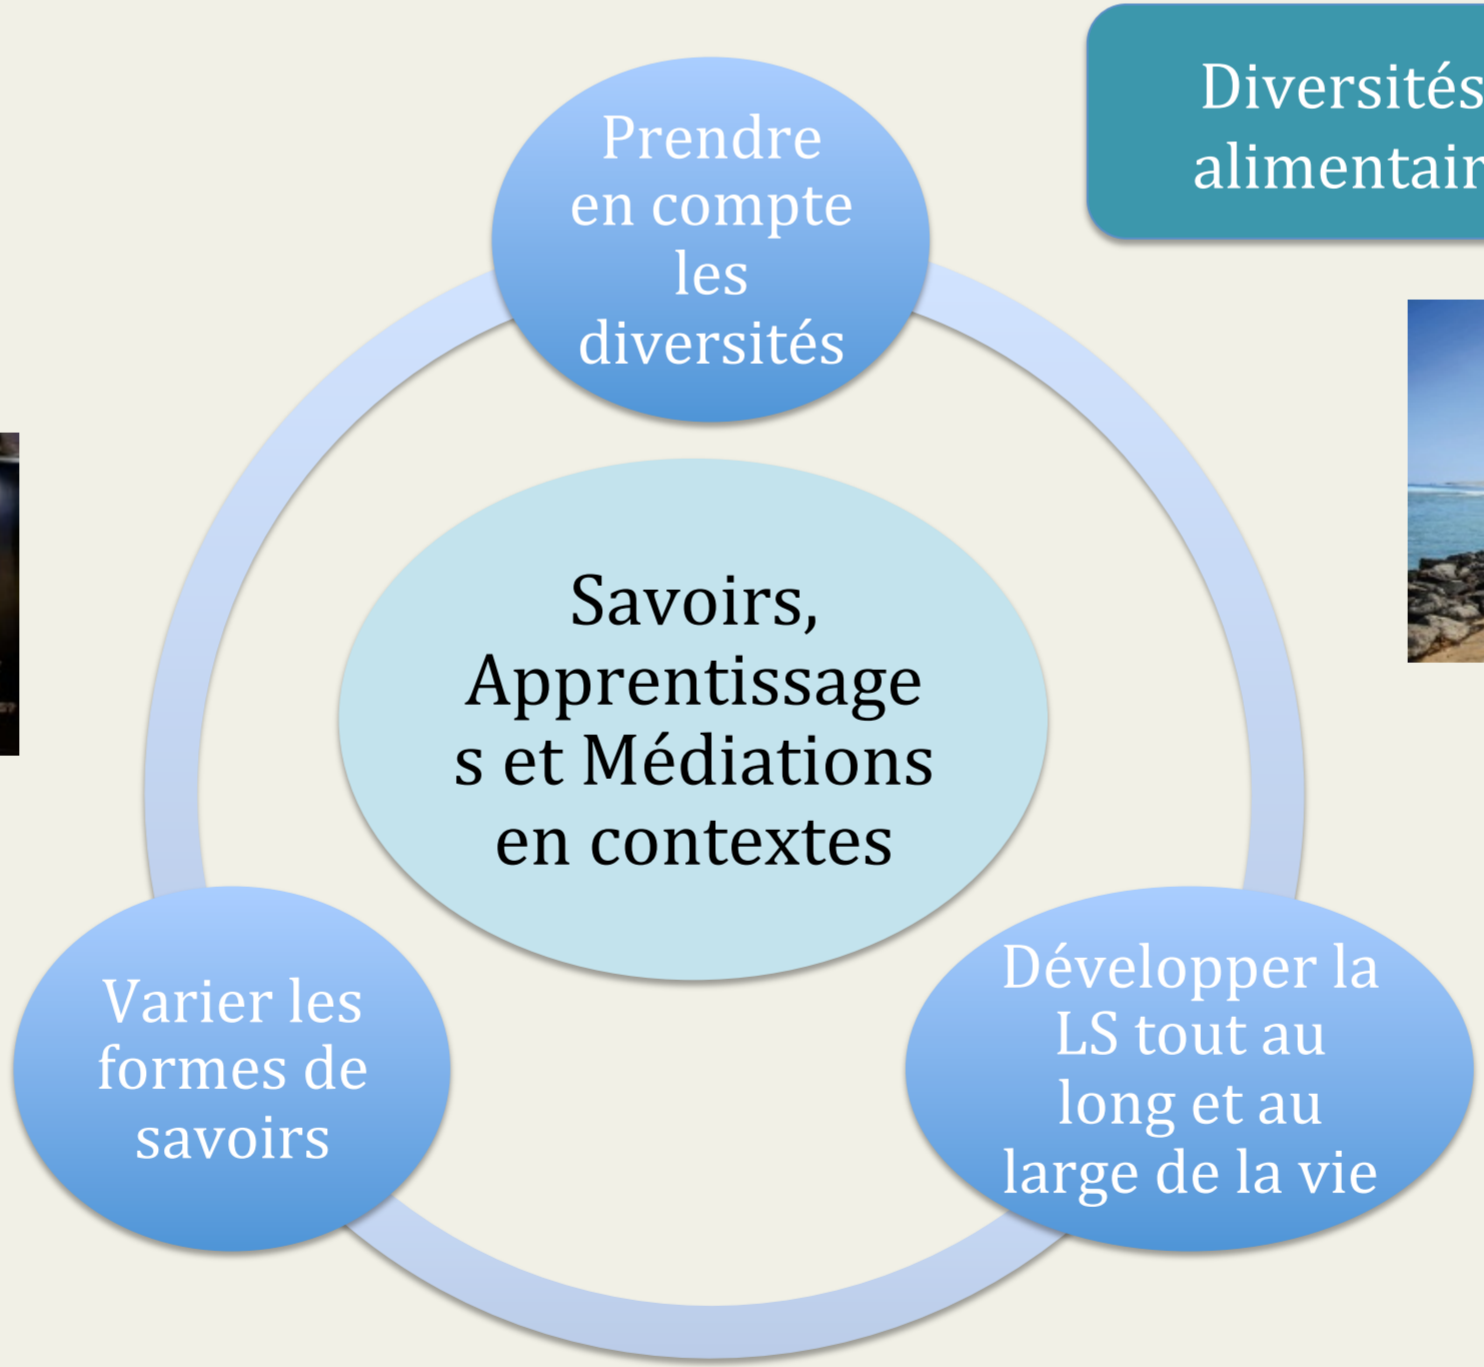 Prendre
en compte
les
diversités
Diversités
alimentair
Savoirs,
Apprentissage
s et Médiations
en contextes
Varier les
formes de
savoirs
Développer la
LS tout au
long et au
large de la vie